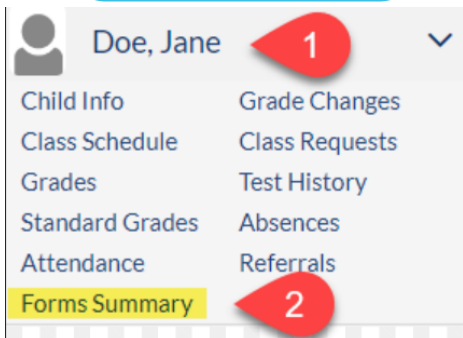 Doe, Jane 1
Child Info Grade Changes
Class Schedule Class Requests
Grades Test History
Standard Grades Absences
Attendance Referrals
Forms Summary 2